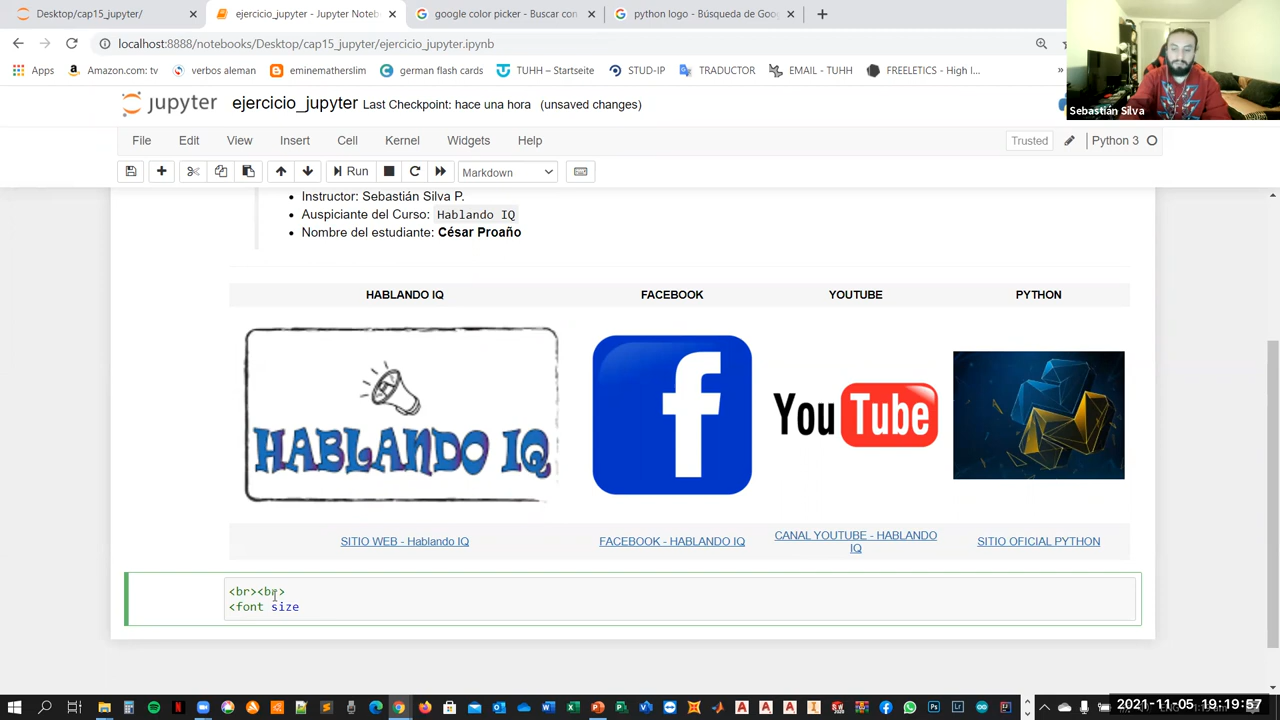 Desktop/cap15_jupyter/
ejercicio_jupyter - Jupyter Noteb
google color picker - Buscar con
python logo - Búsqueda de Goo
localhost:8888/notebooks/Desktop/cap15_jupyter/ejercicio_jupyter.ipynb
Apps
Amazon.com: tv
verbos aleman
eminematherslim
german flash cards
TUHH – Startseite
STUD-IP
TRADUCTOR
EMAIL - TUHH
FREELETICS - High I...
»
Sebastián Silva
jupyter
ejercicio_jupyter Last Checkpoint: hace una hora (unsaved changes)
File Edit View Insert Cell Kernel Widgets Help
Trusted
Python 3
Run
Markdown
Instructor: Sebastián Silva P.
Auspiciante del Curso: Hablando IQ
Nombre del estudiante: César Proaño
HABLANDO IQ FACEBOOK YOUTUBE PYTHON
HABLANDO IQ
f
YouTube
SITIO WEB - Hablando IQ
FACEBOOK - HABLANDO IQ
CANAL YOUTUBE - HABLANDO
IQ
SITIO OFICIAL PYTHON
<br><br>
<font size
2021-11-05 19:19:57